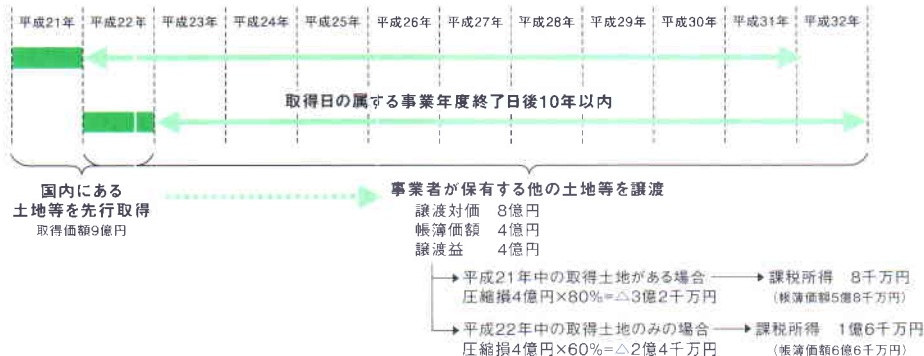 平成21年 平成22年 平成23年 平成24年 平成25年 平成26年 平成27年 平成28年 平成29年 平成30年 平成31年 平成32年
取得日の属する事業年度終了日後10年以内
国内にある
土地等を先行取得
取得価額9億円
事業者が保有する他の土地等を譲渡
譲渡対価 8億円
帳簿価額 4億円
譲渡益 4億円
平成21年中の取得土地がある場合 課税所得 8千万円
圧縮損4億円×80%=△3億2千万円 (帳簿価額5億8千万円)
平成22年中の取得土地のみの場合 課税所得 1億6千万円
圧縮損4億円×60%=△2億4千万円 (帳簿価額6億6千万円)